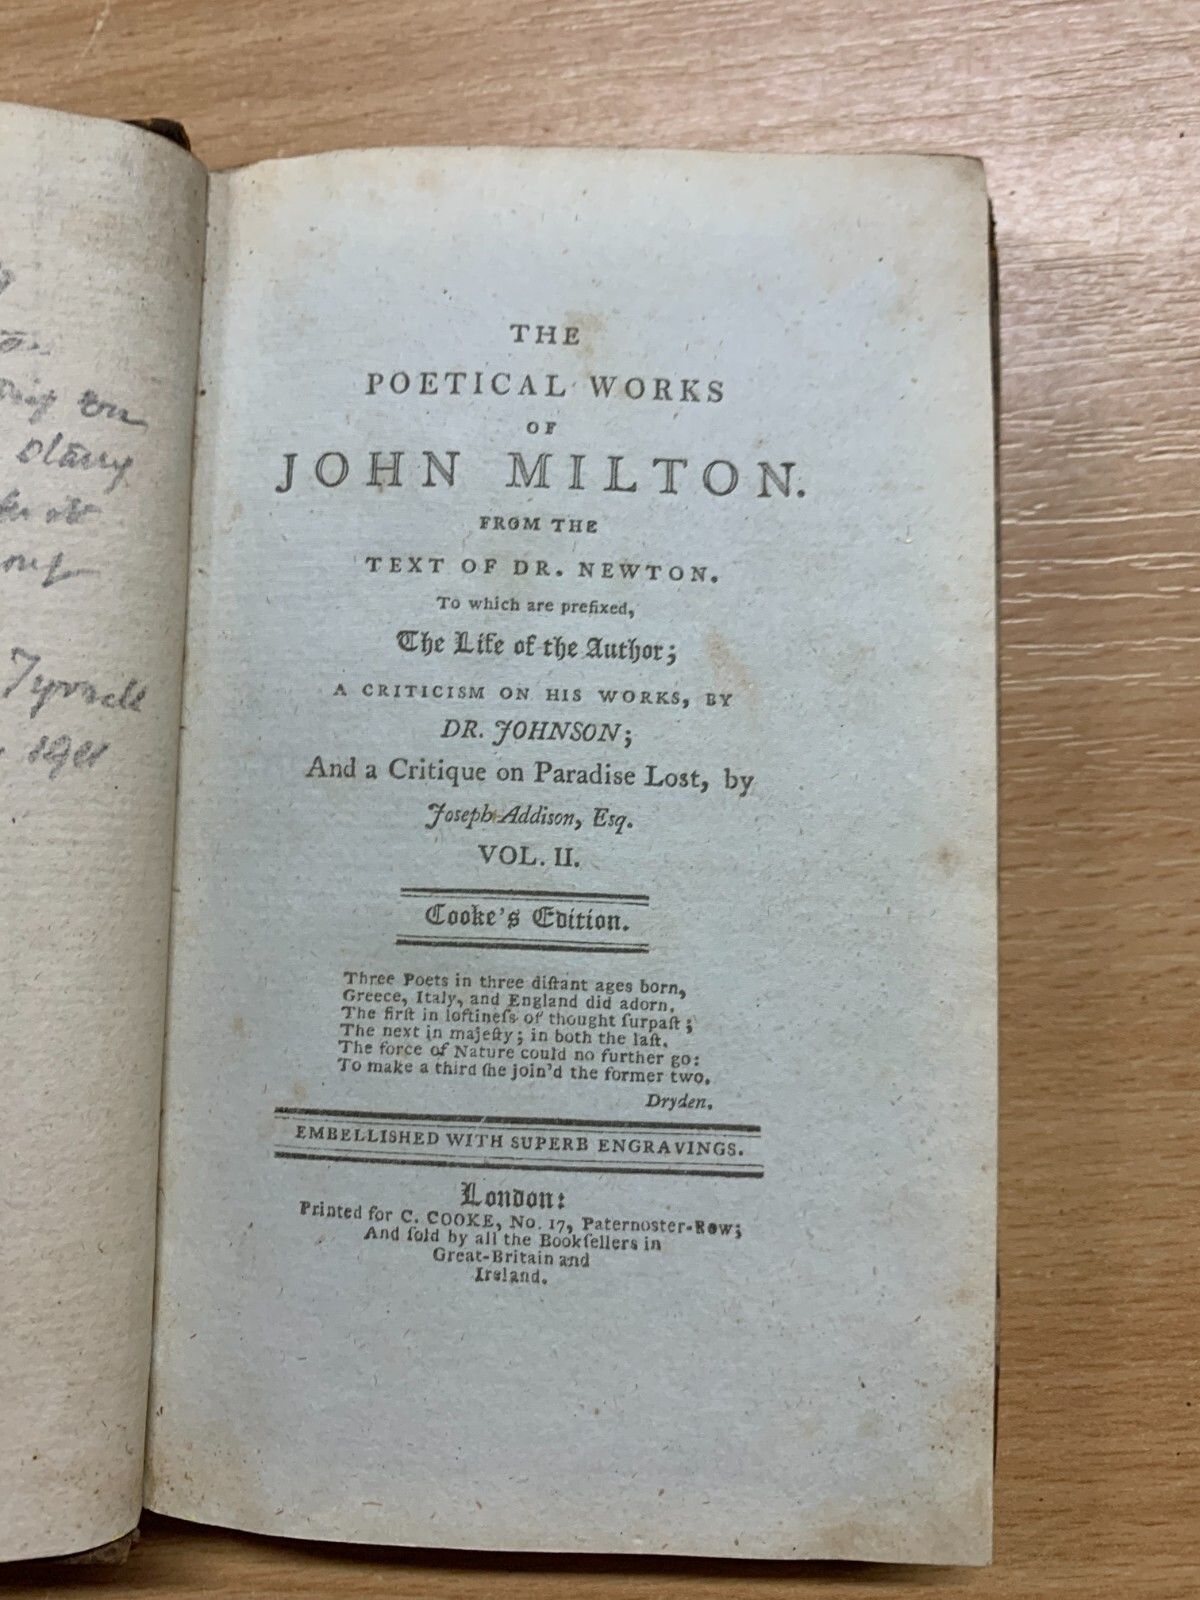 Tyrrell
THE
POETICAL WORKS
OF
JOHN MILTON.
FROM THE
TEXT OF DR. NEWTON.
To which are prefixed,
The Life of the Author;
A CRITICISM ON HIS WORKS, BY
DR. JOHNSON;
And a Critique on Paradise Lost, by
Joseph Addison, Esq.
VOL. II.
Cooke's Edition.
Three Poets in three diſtant ages born,
Greece, Italy, and England did adorn.
The firſt in loftineſs of thought ſurpaſt;
The next in majeſty; in both the laſt.
The force of Nature could no further go:
To make a third ſhe join'd the former two.
Dryden.
EMBELLISHED WITH SUPERB ENGRAVINGS.
London:
Printed for C. COOKE, No. 17, Paternoster-Row;
And ſold by all the Bookſellers in
Great-Britain and
Ireland.